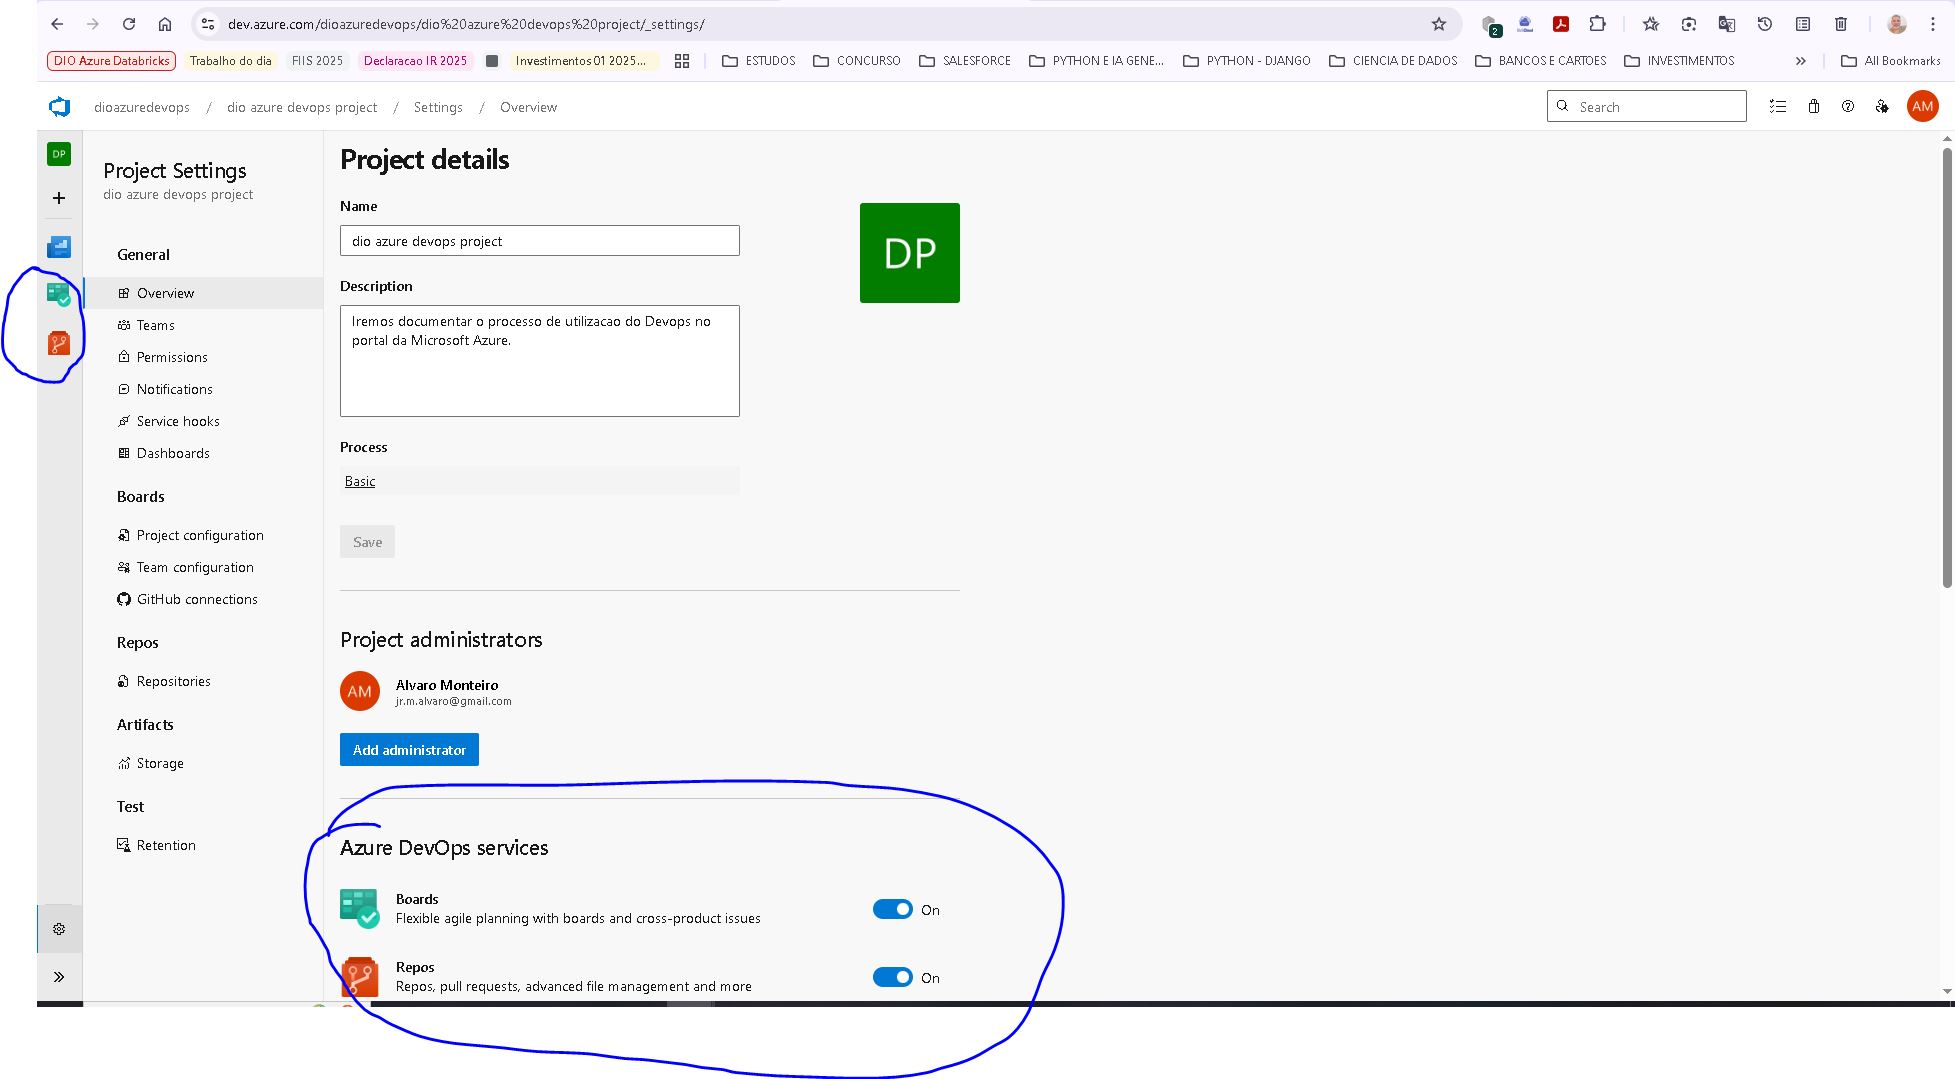 dev.azure.com/dioazuredevops/dio%20azure%20devops%20project/_settings/
2
DIO Azure Databricks
Trabalho do dia
FIIS 2025
Declaracao IR 2025
Investimentos 01 2025...
ESTUDOS
CONCURSO
SALESFORCE
PYTHON E IA GENE...
PYTHON - DJANGO
CIENCIA DE DADOS
BANCOS E CARTOES
INVESTIMENTOS
All Bookmarks
dioazuredevops / dio azure devops project / Settings / Overview
Search
AM
DP
Project Settings
dio azure devops project
General
Overview
Teams
Permissions
Notifications
Service hooks
Dashboards
Boards
Project configuration
Team configuration
GitHub connections
Repos
Repositories
Artifacts
Storage
Test
Retention
Project details
Name
dio azure devops project
DP
Description
Iremos documentar o processo de utilizacao do Devops no
portal da Microsoft Azure.
Process
Basic
Save
Project administrators
AM
Alvaro Monteiro
jr.m.alvaro@gmail.com
Add administrator
Azure DevOps services
Boards
Flexible agile planning with boards and cross-product issues
On
Repos
Repos, pull requests, advanced file management and more
On